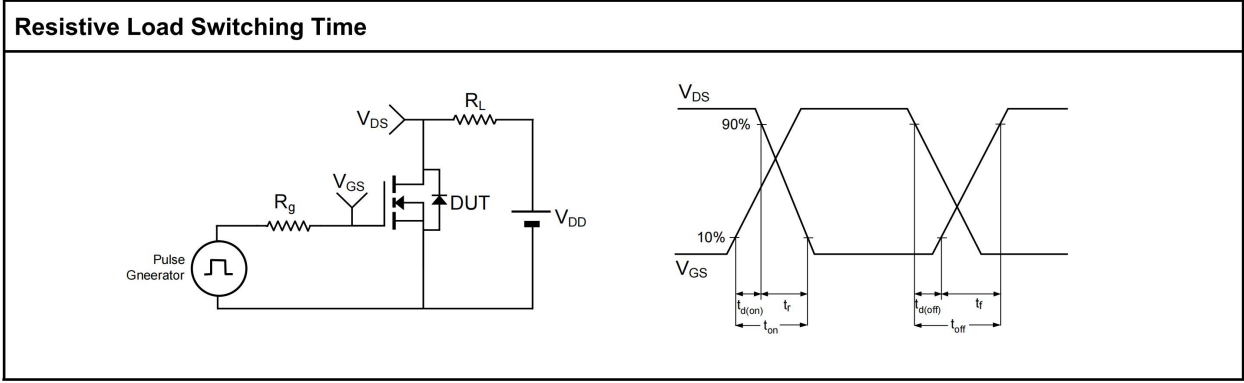 Resistive Load Switching Time
V_DS
R_L
V_GS
R_g
DUT
V_DD
Pulse
Gneerator
V_DS
90%
10%
V_GS
t_d(on)
t_r
t_d(off)
t_f
t_on
t_off